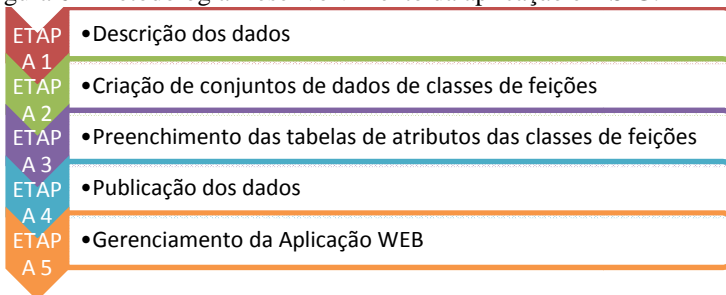 ETAP
A 1
•Descrição dos dados
ETAP
A 2
•Criação de conjuntos de dados de classes de feições
ETAP
A 3
•Preenchimento das tabelas de atributos das classes de feições
ETAP
A 4
•Publicação dos dados
ETAP
A 5
•Gerenciamento da Aplicação WEB